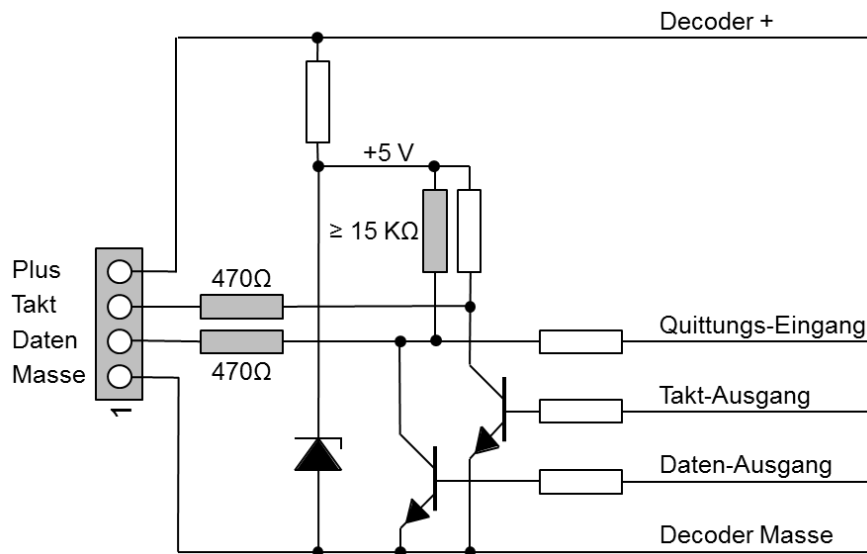 Decoder +
+5 V
≥ 15 KΩ
Plus
470Ω
Takt
Daten
Quittungs-Eingang
470Ω
Masse
1
Takt-Ausgang
Daten-Ausgang
Decoder Masse